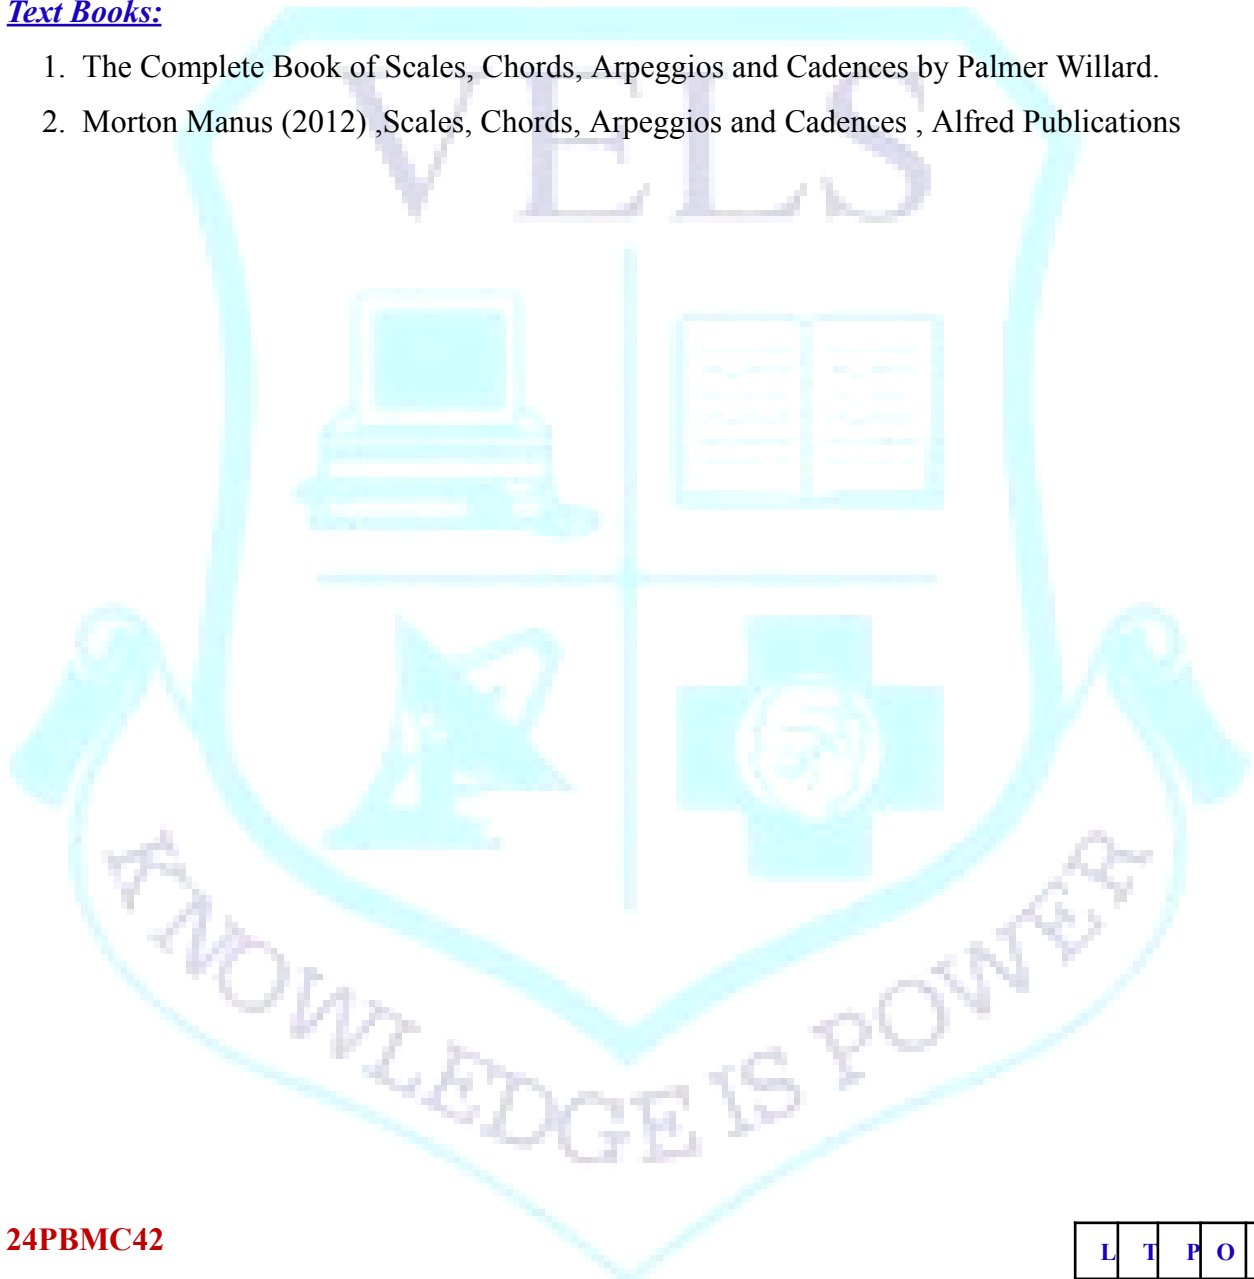 Text Books:
1. The Complete Book of Scales, Chords, Arpeggios and Cadences by Palmer Willard.
2. Morton Manus (2012) ,Scales, Chords, Arpeggios and Cadences , Alfred Publications
VELS
KNOWLEDGE IS POWER
24PBMC42
L T P O